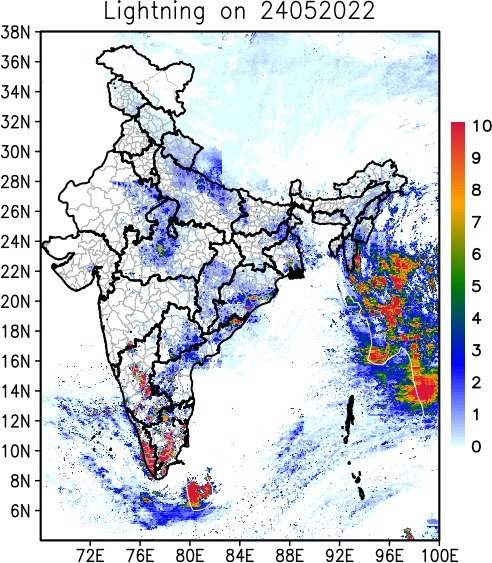 Lightning on 24052022
38N
36N
34N
32N
30N
28N
26N
24N
22N
20N
18N
16N
14N
12N
10N
8N
6N
72E 76E 80E 84E 88E 92E 96E 100E
10
9
8
7
6
5
4
3
2
1
0